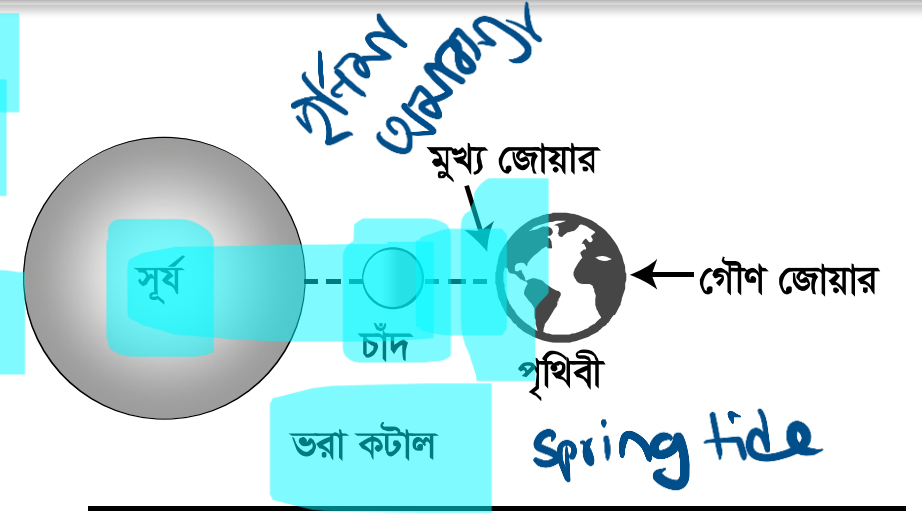 পূর্ণিমা
অমাবস্যা
মুখ্য জোয়ার
সূর্য
গৌণ জোয়ার
চাঁদ
পৃথিবী
ভরা কটাল
spring tide